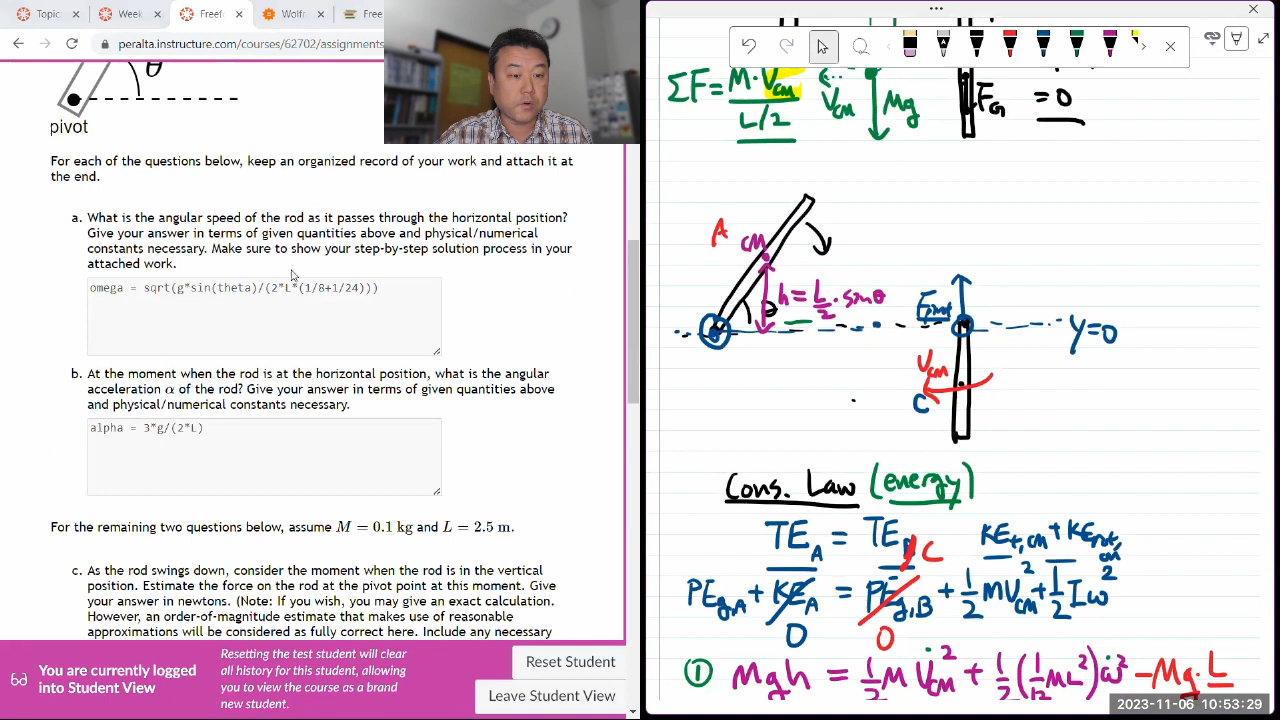 Topic
Week
Freef
Wolfr
Free
peralta.instructure.com/courses/62702/assignments
θ
pivot
For each of the questions below, keep an organized record of your work and attach it at
the end.
a. What is the angular speed of the rod as it passes through the horizontal position?
Give your answer in terms of given quantities above and physical/numerical
constants necessary. Make sure to show your step-by-step solution process in your
attached work.
omega = sqrt(g*sin(theta)/(2*L*(1/8+1/24)))
b. At the moment when the rod is at the horizontal position, what is the angular
acceleration α of the rod? Give your answer in terms of given quantities above
and physical/numerical constants necessary.
alpha = 3*g/(2*L)
For the remaining two questions below, assume M = 0.1 kg and L = 2.5 m.
c. As the rod swings down, consider the moment when the rod is in the vertical
position. Estimate the force on the rod at the pivot point at this moment. Give
your answer in newtons. (Note: If you wish, you may give an exact calculation.
However, an order-of-magnitude estimate that makes use of reasonable
approximations will be considered as fully correct here. Include any necessary
You are currently logged
into Student View
Resetting the test student will clear
all history for this student, allowing
you to view the course as a brand
new student.
Reset Student
Leave Student View
ΣF = M·Vcm
L/2
Vcm
Mg
FG = 0
A
CM
h = L/2 · sinθ
θ
y=0
Vcm
C
Cons. Law (energy)
TE_A = TE C
KEt,cm + KErot,cm
PEg,A + KE_A = PEg,B + 1/2 MVcm² + 1/2 Iω²
0 0
① Mgh = 1/2 M Vcm² + 1/2 (1/12 ML²) ω² - Mg · L
2023-11-06 10:53:29